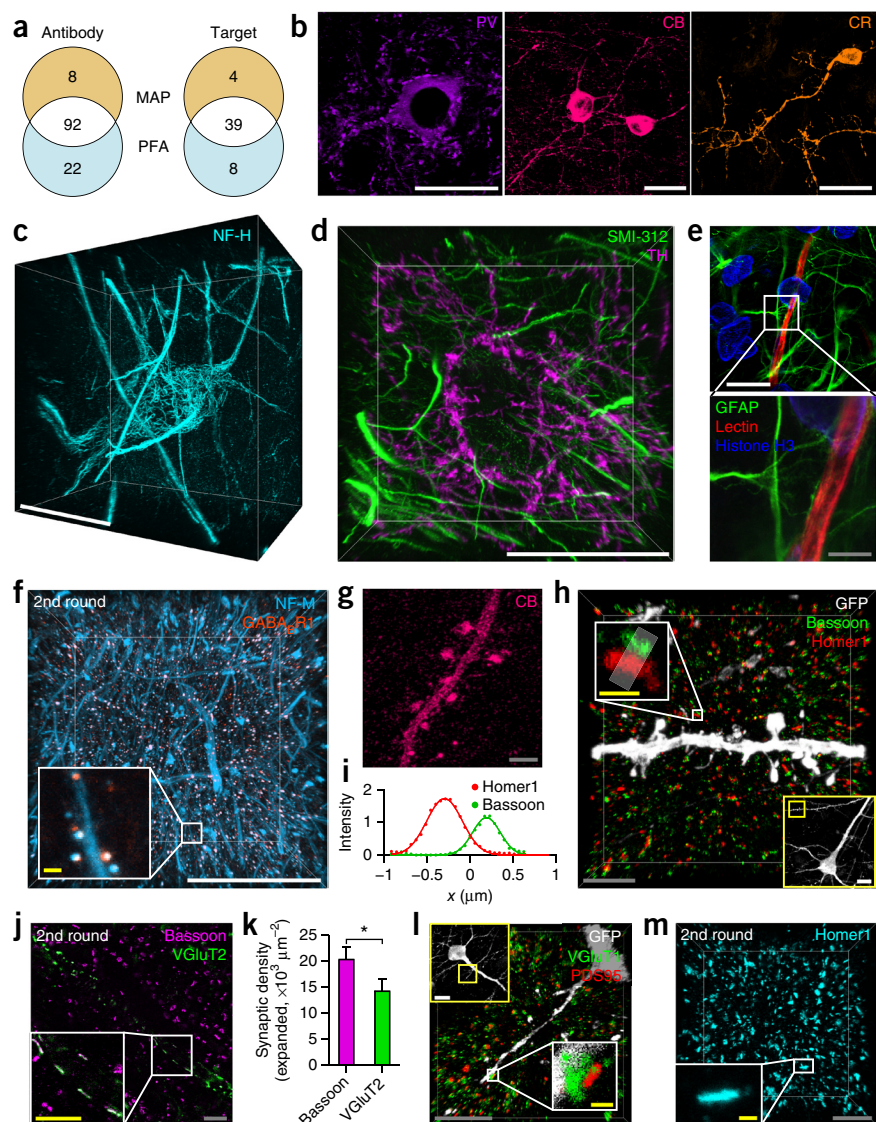 a
Antibody
Target
8
4
MAP
92
39
PFA
22
8
b
PV
CB
CR
c
NF-H
d
SMI-312
TH
e
GFAP
Lectin
Histone H3
f
2nd round
NF-M
GABABR1
g
CB
h
GFP
Bassoon
Homer1
i
Homer1
Bassoon
Intensity
2
1
0
−1
−0.5
0
0.5
1
x (μm)
j
2nd round
Bassoon
VGluT2
k
*
Synaptic density
(expanded, ×10³ μm⁻²)
25
20
15
10
5
0
Bassoon
VGluT2
l
GFP
VGluT1
PDS95
m
2nd round
Homer1